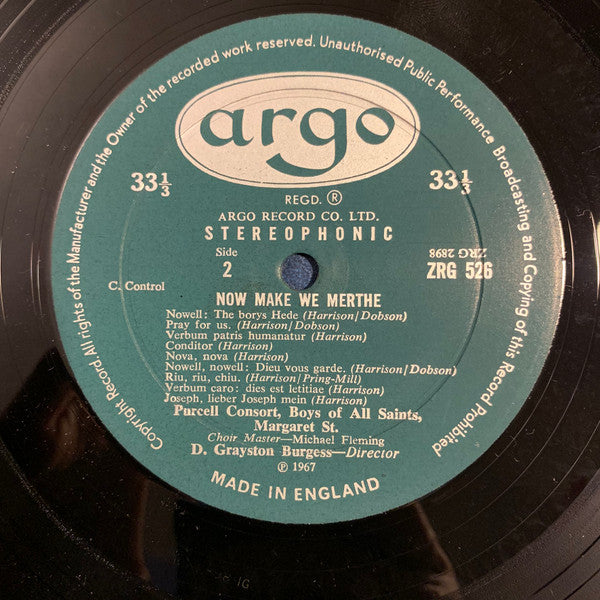 Copyright Record. All rights of the Manufacturer and the Owner of the recorded work reserved. Unauthorised Public Performance Broadcasting and Copying of this Record Prohibited
argo
33⅓
33⅓
REGD. ®
ARGO RECORD CO. LTD.
STEREOPHONIC
Side
2
ZRG 2898
ZRG 526
C. Control
NOW MAKE WE MERTHE
Nowell: The borys Hede (Harrison/Dobson)
Pray for us. (Harrison/Dobson)
Verbum patris humanatur (Harrison)
Conditor (Harrison)
Nova, nova (Harrison)
Nowell, nowell: Dieu vous garde. (Harrison/Dobson)
Riu, riu, chiu. (Harrison/Pring-Mill)
Verbum caro: dies est letitiae (Harrison)
Joseph, lieber Joseph mein (Harrison)
Purcell Consort, Boys of All Saints,
Margaret St.
Choir Master—Michael Fleming
D. Grayston Burgess—Director
℗ 1967
MADE IN ENGLAND
1G